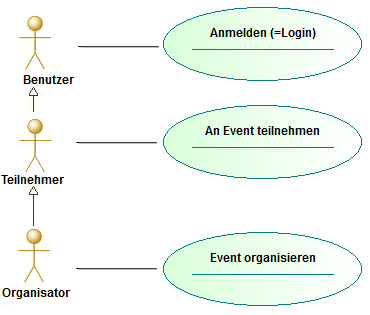 Anmelden (=Login)
Benutzer
An Event teilnehmen
Teilnehmer
Event organisieren
Organisator